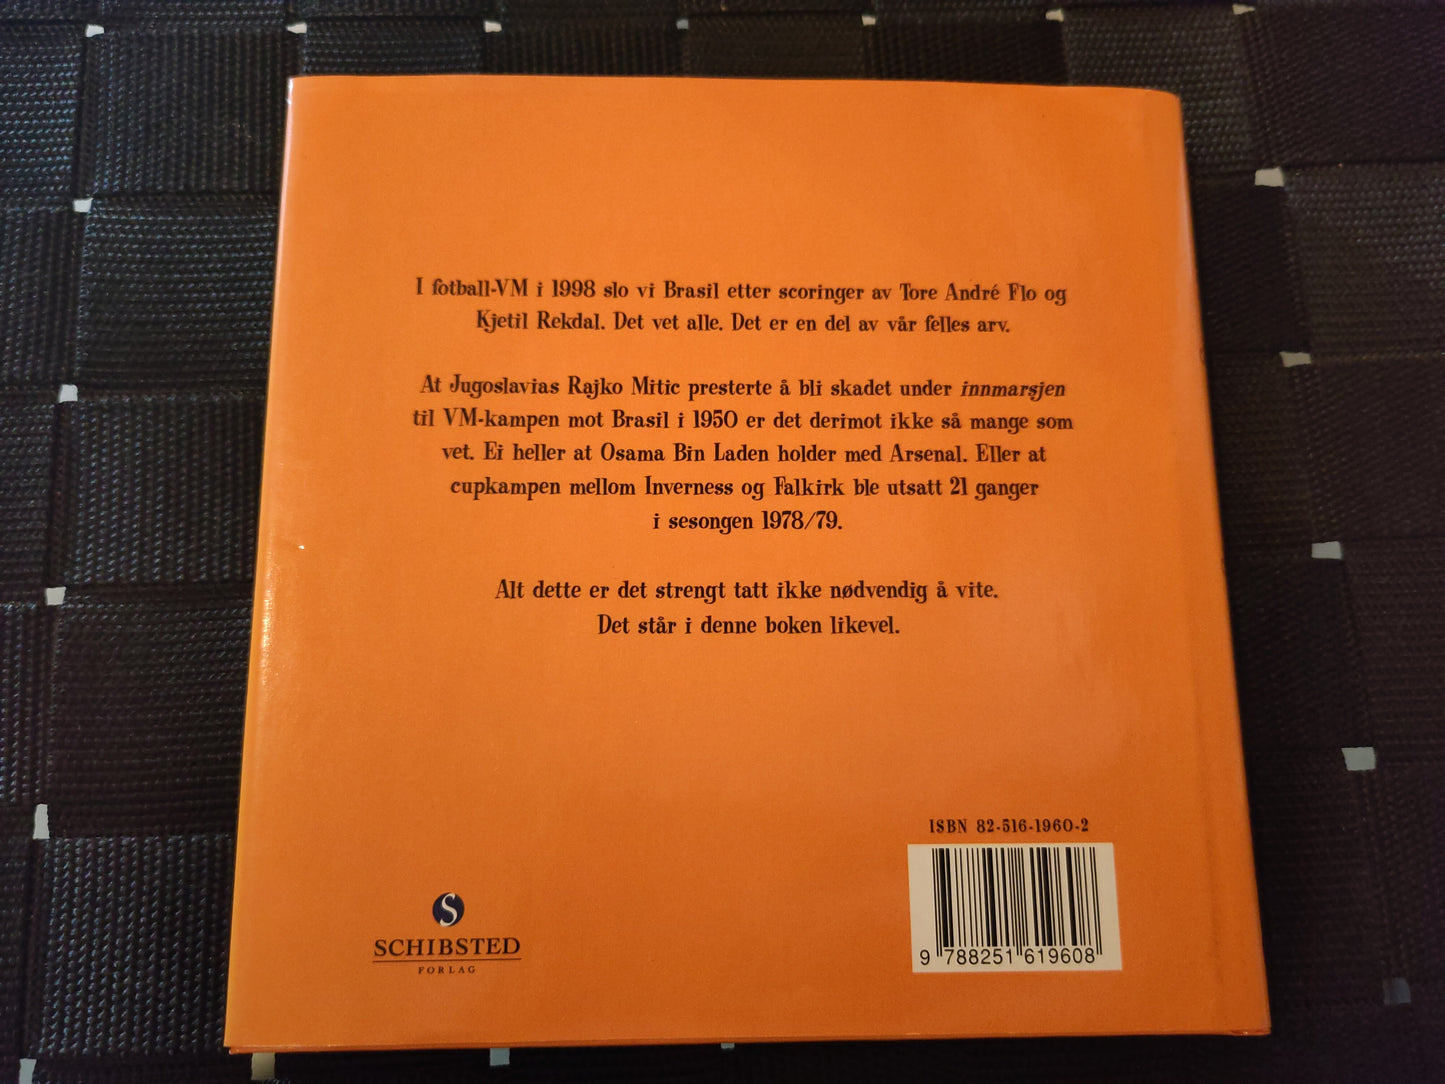 I fotball-VM i 1998 slo vi Brasil etter scoringer av Tore André Flo og
Kjetil Rekdal. Det vet alle. Det er en del av vår felles arv.
At Jugoslavias Rajko Mitic presterte å bli skadet under innmarsjen
til VM-kampen mot Brasil i 1950 er det derimot ikke så mange som
vet. Ei heller at Osama Bin Laden holder med Arsenal. Eller at
cupkampen mellom Inverness og Falkirk ble utsatt 21 ganger
i sesongen 1978/79.
Alt dette er det strengt tatt ikke nødvendig å vite.
Det står i denne boken likevel.
ISBN 82-516-1960-2
9 788251 619608
S
SCHIBSTED
FORLAG